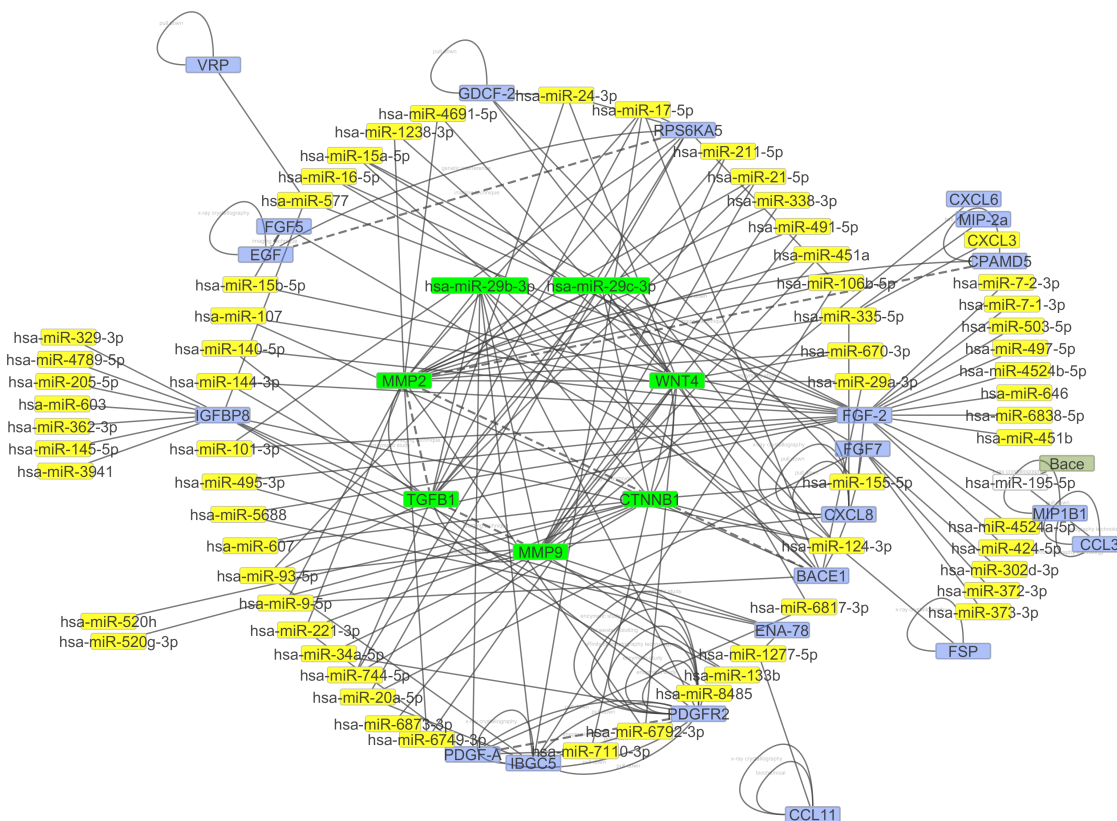 VRP
GDCF-2
hsa-miR-24-3p
hsa-miR-4691-5p
hsa-miR-17-5p
hsa-miR-1238-3p
RPS6KA5
hsa-miR-15a-5p
hsa-miR-211-5p
hsa-miR-16-5p
hsa-miR-21-5p
hsa-miR-577
hsa-miR-338-3p
CXCL6
x-ray crystallography
FGF5
MIP-2a
hsa-miR-491-5p
CXCL3
EGF
hsa-miR-451a
CPAMD5
hsa-miR-15b-5p
hsa-miR-29b-3p
hsa-miR-29c-3p
hsa-miR-106b-5p
hsa-miR-7-2-3p
hsa-miR-7-1-3p
hsa-miR-107
hsa-miR-335-5p
hsa-miR-503-5p
hsa-miR-329-3p
hsa-miR-140-5p
hsa-miR-670-3p
hsa-miR-497-5p
hsa-miR-4789-5p
hsa-miR-4524b-5p
hsa-miR-205-5p
hsa-miR-144-3p
MMP2
WNT4
hsa-miR-29a-3p
hsa-miR-646
hsa-miR-603
IGFBP8
FGF-2
hsa-miR-6838-5p
hsa-miR-362-3p
hsa-miR-451b
hsa-miR-145-5p
hsa-miR-101-3p
FGF7
hsa-miR-3941
Bace
hsa-miR-495-3p
hsa-miR-155-5p
hsa-miR-195-5p
TGFB1
CTNNB1
hsa-miR-5688
CXCL8
MIP1B1
hsa-miR-4524a-5p
hsa-miR-607
MMP9
hsa-miR-124-3p
hsa-miR-424-5p
CCL3
hsa-miR-93-5p
BACE1
hsa-miR-302d-3p
hsa-miR-372-3p
hsa-miR-9-5p
hsa-miR-6817-3p
hsa-miR-373-3p
hsa-miR-520h
hsa-miR-221-3p
ENA-78
hsa-miR-520g-3p
hsa-miR-34a-5p
hsa-miR-1277-5p
FSP
hsa-miR-744-5p
hsa-miR-133b
hsa-miR-20a-5p
hsa-miR-8485
PDGFR2
hsa-miR-6873-3p
hsa-miR-6792-3p
hsa-miR-6749-3p
PDGF-A
hsa-miR-7110-3p
IBGC5
x-ray crystallography
biochemical
CCL11